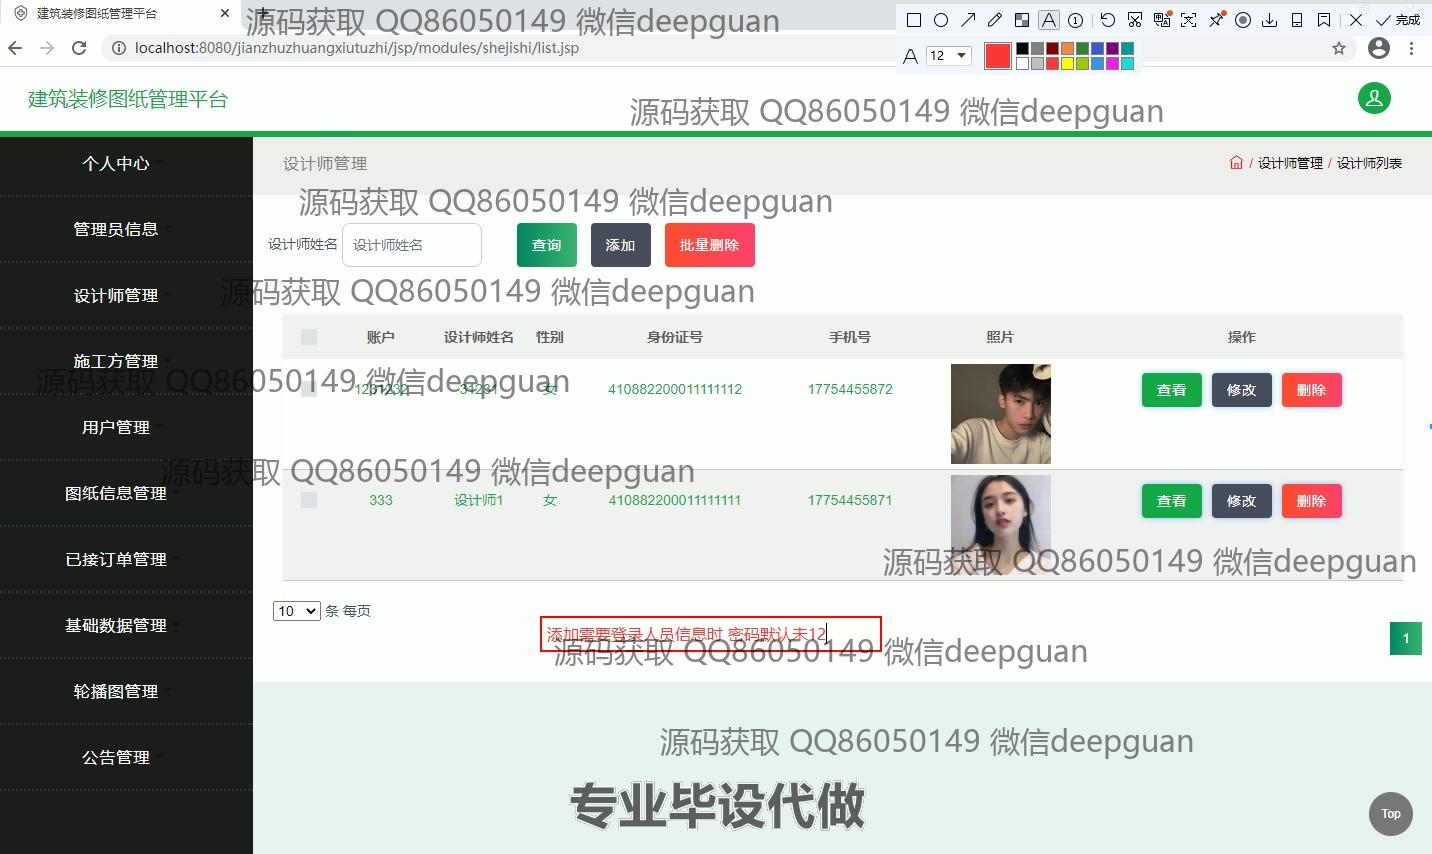 建筑装修图纸管理平台
源码获取 QQ86050149 微信deepguan
完成
localhost:8080/jianzhuzhuangxiutuzhi/jsp/modules/shejishi/list.jsp
A 12
建筑装修图纸管理平台
源码获取 QQ86050149 微信deepguan
个人中心
设计师管理
/ 设计师管理 / 设计师列表
源码获取 QQ86050149 微信deepguan
管理员信息
设计师姓名 设计师姓名 查询 添加 批量删除
设计师管理
源码获取 QQ86050149 微信deepguan
账户 设计师姓名 性别 身份证号 手机号 照片 操作
施工方管理
源码获取 QQ86050149 微信deepguan
女 410882200011111112 17754455872 查看 修改 删除
用户管理
源码获取 QQ86050149 微信deepguan
图纸信息管理
333 设计师1 女 410882200011111111 17754455871 查看 修改 删除
已接订单管理
源码获取 QQ86050149 微信deepguan
10 条 每页
基础数据管理
添加需要登录人员信息时 密码默认未12
1
源码获取 QQ86050149 微信deepguan
轮播图管理
源码获取 QQ86050149 微信deepguan
公告管理
专业毕设代做
Top